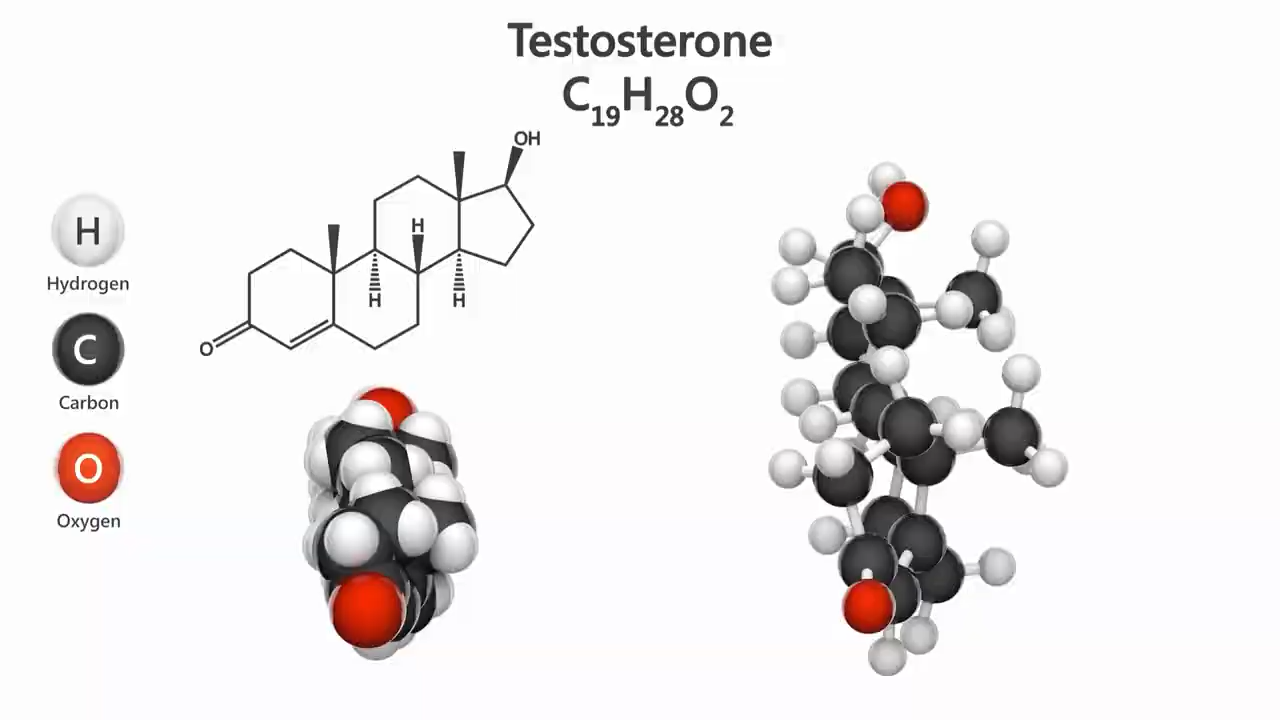 Testosterone
C₁₉H₂₈O₂
OH
H
H
H
H
O
H
Hydrogen
C
Carbon
O
Oxygen